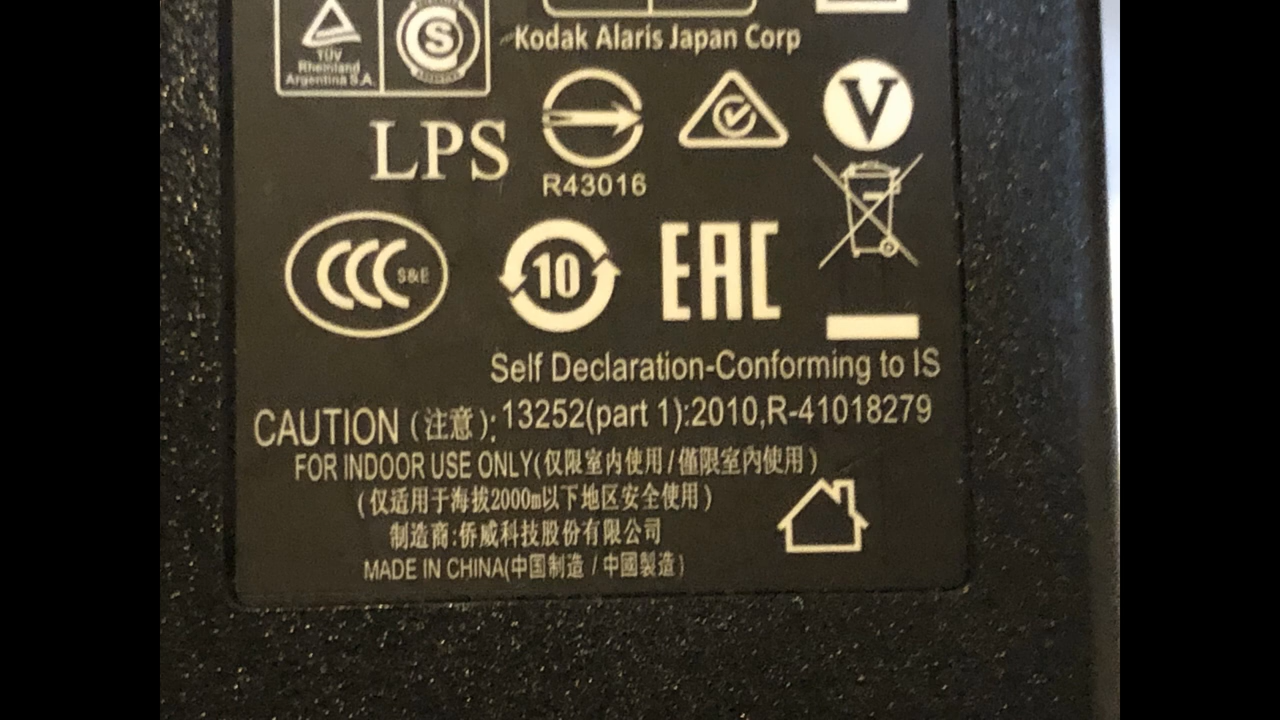 TÜV
Rheinland
Argentina S.A.
S
Kodak Alaris Japan Corp
LPS
R43016
V
CCC S&E
10
EAC
Self Declaration-Conforming to IS
13252(part 1):2010,R-41018279
CAUTION (注意):
FOR INDOOR USE ONLY(仅限室内使用/僅限室內使用)
(仅适用于海拔2000m以下地区安全使用)
制造商:侨威科技股份有限公司
MADE IN CHINA(中国制造 / 中國製造)